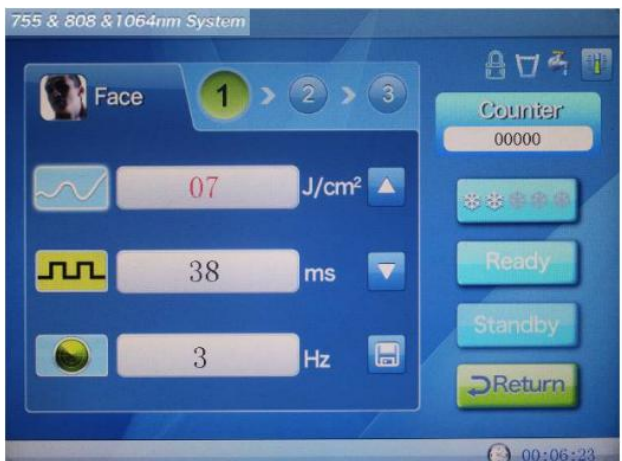 755 & 808 &1064nm System
Face
1 > 2 > 3
Counter
00000
07 J/cm²
38 ms
Ready
Standby
3 Hz
Return
00:06:23